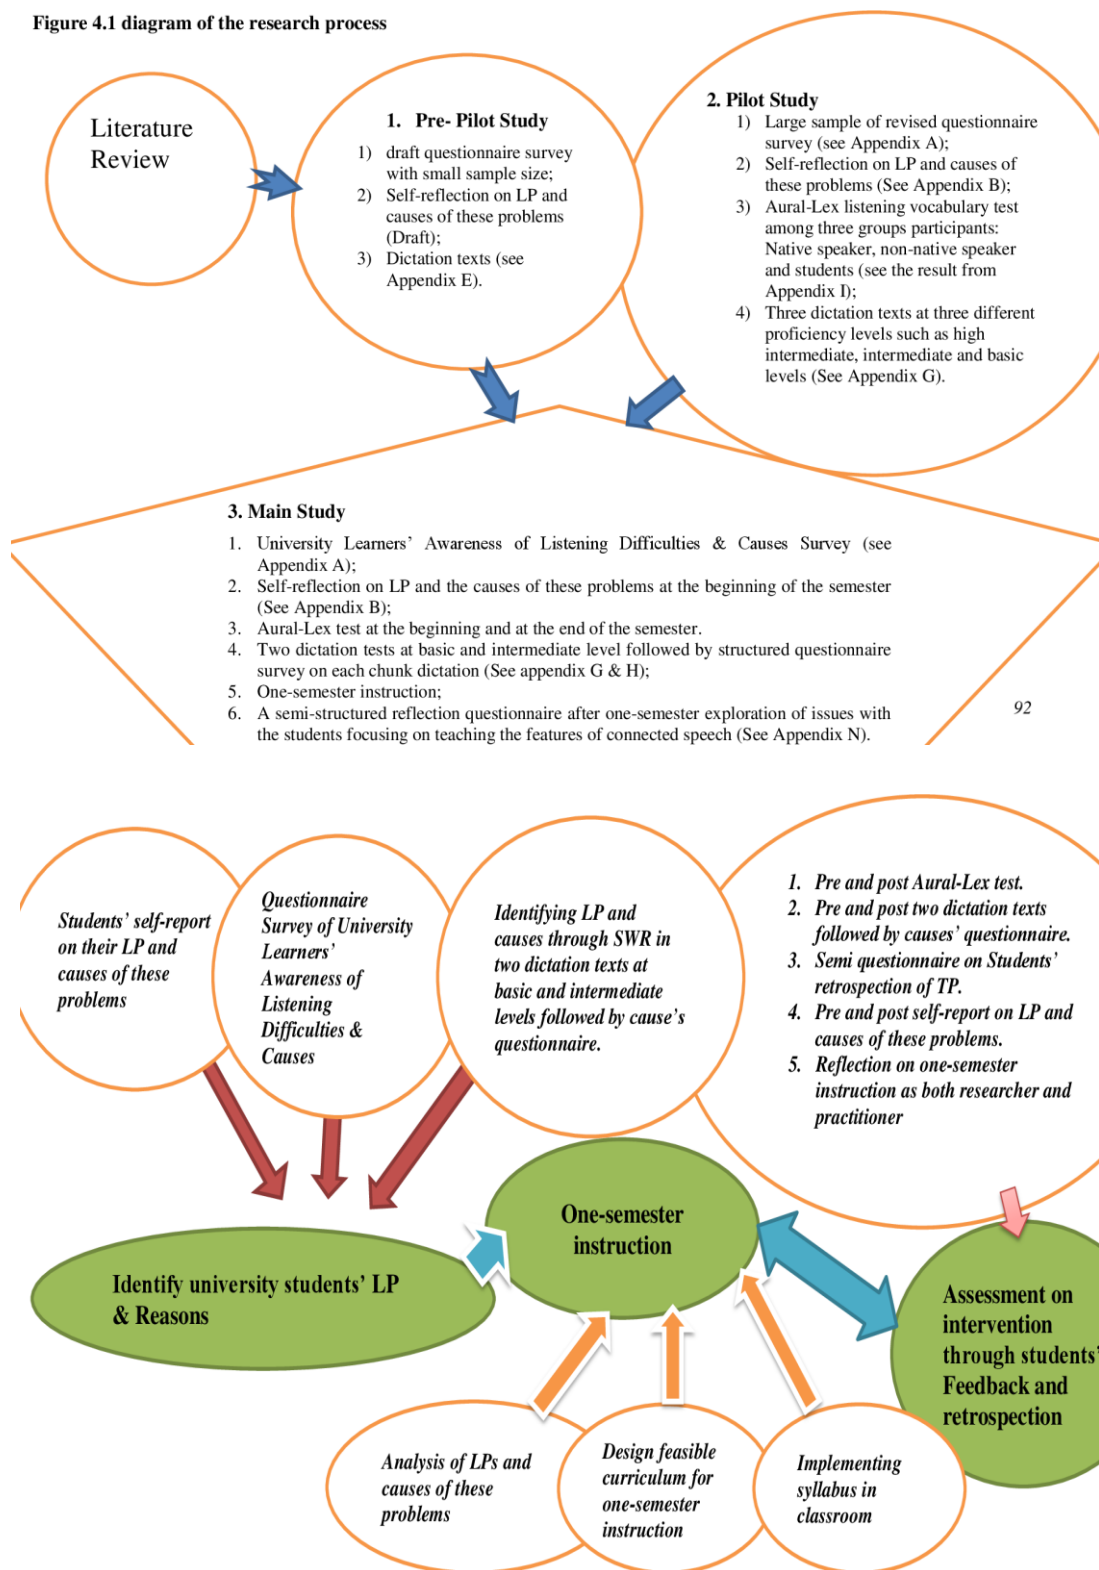 Figure 4.1 diagram of the research process
Literature
Review
1. Pre- Pilot Study
1) draft questionnaire survey
with small sample size;
2) Self-reflection on LP and
causes of these problems
(Draft);
3) Dictation texts (see
Appendix E).
2. Pilot Study
1) Large sample of revised questionnaire
survey (see Appendix A);
2) Self-reflection on LP and causes of
these problems (See Appendix B);
3) Aural-Lex listening vocabulary test
among three groups participants:
Native speaker, non-native speaker
and students (see the result from
Appendix I);
4) Three dictation texts at three different
proficiency levels such as high
intermediate, intermediate and basic
levels (See Appendix G).
3. Main Study
1. University Learners’ Awareness of Listening Difficulties & Causes Survey (see
Appendix A);
2. Self-reflection on LP and the causes of these problems at the beginning of the semester
(See Appendix B);
3. Aural-Lex test at the beginning and at the end of the semester.
4. Two dictation tests at basic and intermediate level followed by structured questionnaire
survey on each chunk dictation (See appendix G & H);
5. One-semester instruction;
6. A semi-structured reflection questionnaire after one-semester exploration of issues with
the students focusing on teaching the features of connected speech (See Appendix N).
92
Students’ self-report
on their LP and
causes of these
problems
Questionnaire
Survey of University
Learners’
Awareness of
Listening
Difficulties &
Causes
Identifying LP and
causes through SWR in
two dictation texts at
basic and intermediate
levels followed by cause’s
questionnaire.
1. Pre and post Aural-Lex test.
2. Pre and post two dictation texts
followed by causes’ questionnaire.
3. Semi questionnaire on Students’
retrospection of TP.
4. Pre and post self-report on LP and
causes of these problems.
5. Reflection on one-semester
instruction as both researcher and
practitioner
One-semester
instruction
Identify university students’ LP
& Reasons
Assessment on
intervention
through students’
Feedback and
retrospection
Analysis of LPs and
causes of these
problems
Design feasible
curriculum for
one-semester
instruction
Implementing
syllabus in
classroom